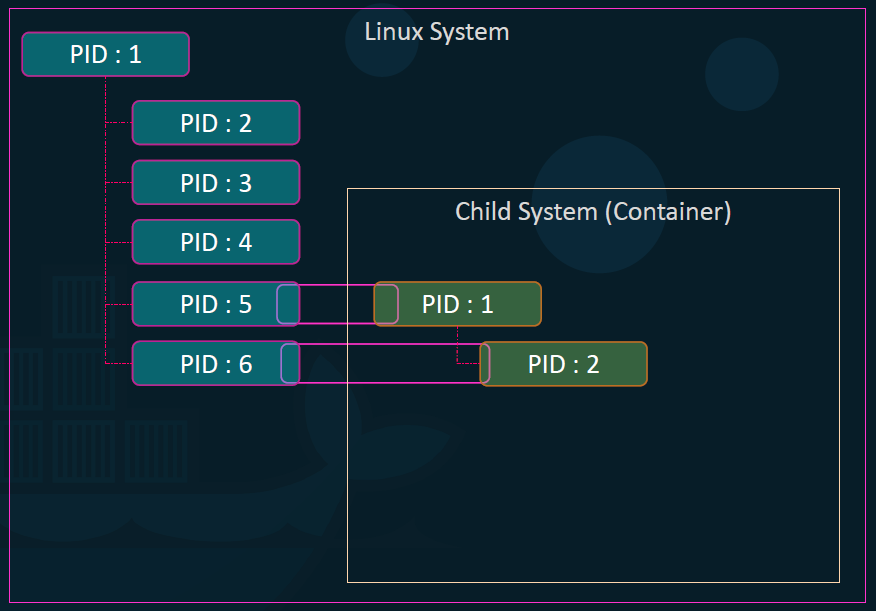 Linux System
PID : 1
PID : 2
PID : 3
PID : 4
Child System (Container)
PID : 5
PID : 1
PID : 6
PID : 2